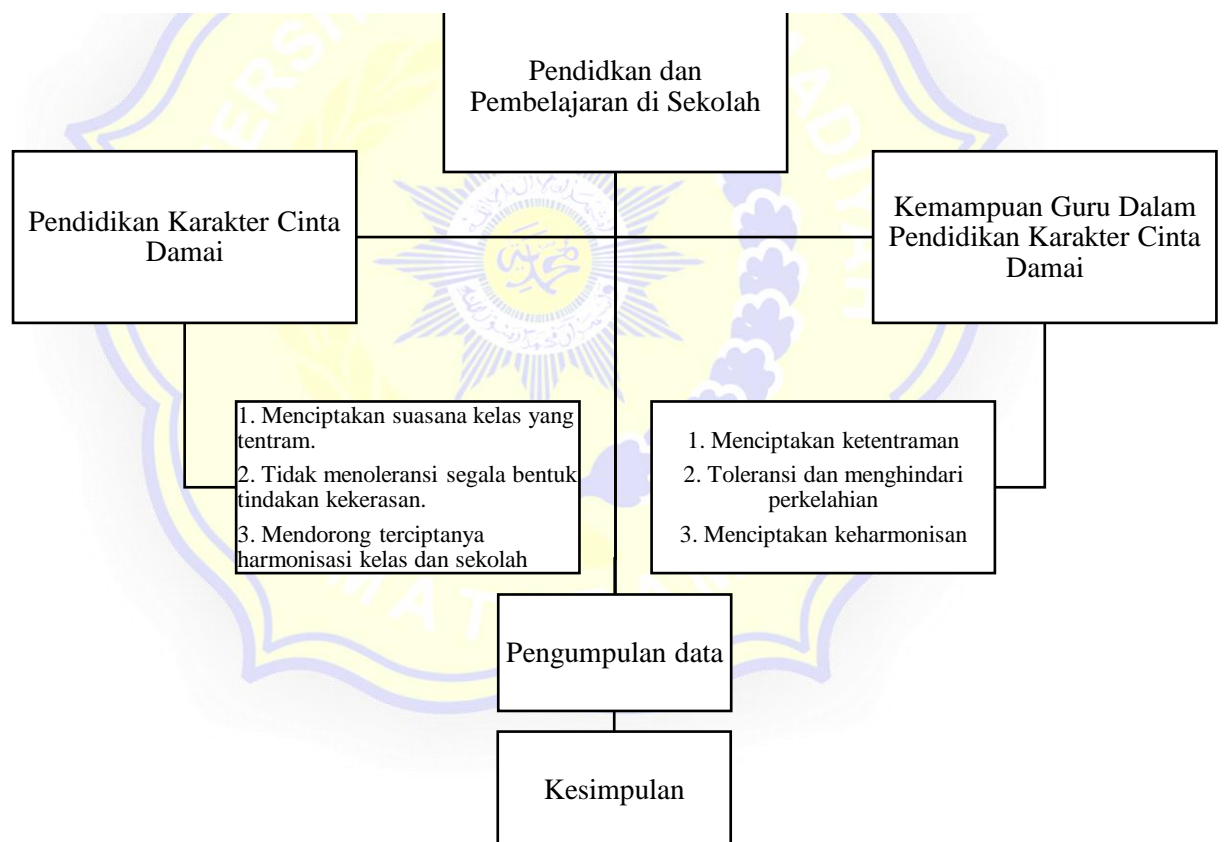 Pendidkan dan
Pembelajaran di Sekolah
Pendidikan Karakter Cinta
Damai
Kemampuan Guru Dalam
Pendidikan Karakter Cinta
Damai
1. Menciptakan suasana kelas yang
tentram.
2. Tidak menoleransi segala bentuk
tindakan kekerasan.
3. Mendorong terciptanya
harmonisasi kelas dan sekolah
1. Menciptakan ketentraman
2. Toleransi dan menghindari
perkelahian
3. Menciptakan keharmonisan
Pengumpulan data
Kesimpulan